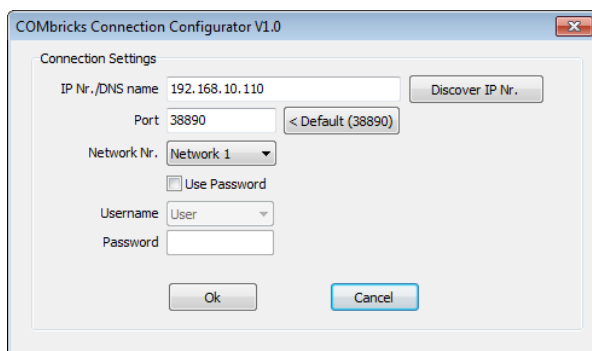 COMbricks Connection Configurator V1.0
Connection Settings
IP Nr./DNS name 192.168.10.110 Discover IP Nr.
Port 38890 < Default (38890)
Network Nr. Network 1
Use Password
Username User
Password
Ok Cancel